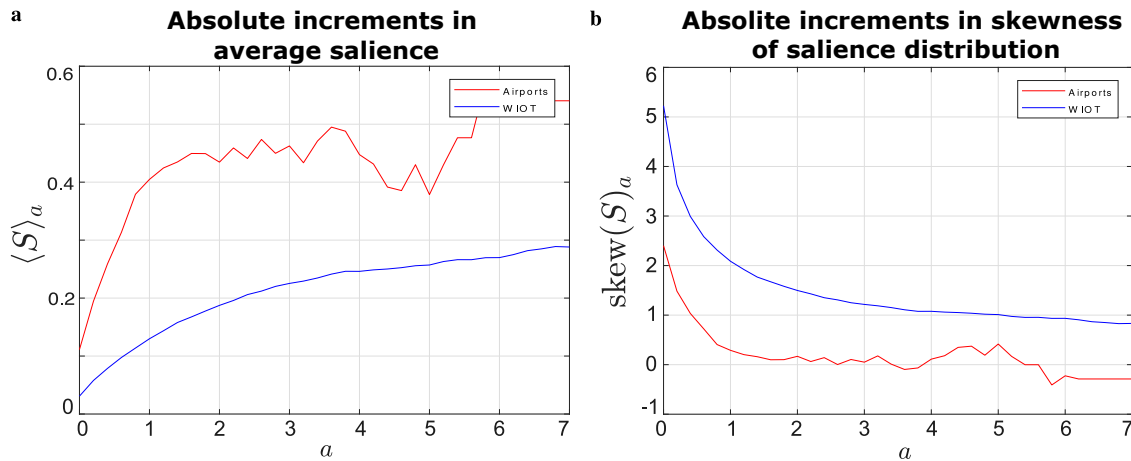 a
Absolute increments in
average salience
Airports
WIOT
0.6
0.4
0.2
0
⟨S⟩a
0 1 2 3 4 5 6 7
a
b
Absolite increments in skewness
of salience distribution
Airports
WIOT
6
5
4
3
2
1
0
-1
skew(S)a
0 1 2 3 4 5 6 7
a